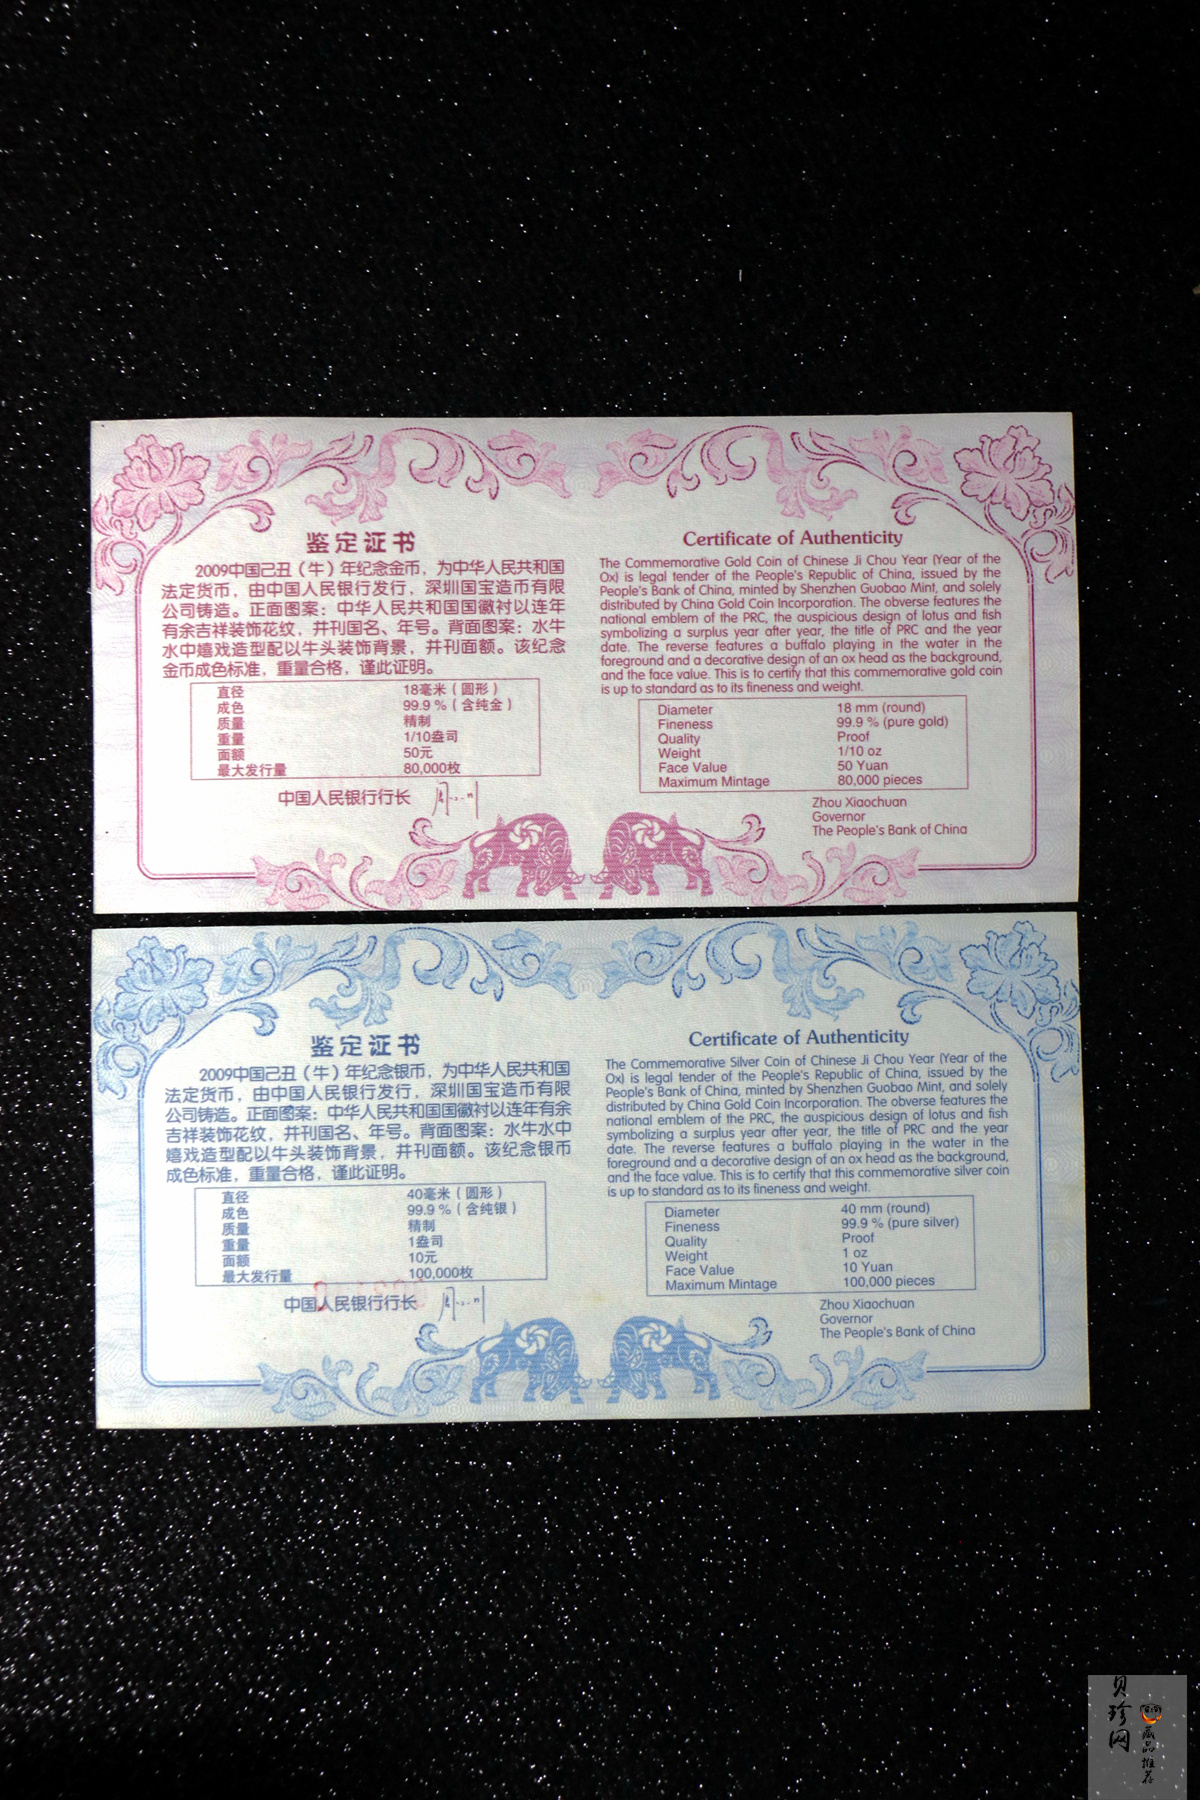 鉴定证书
2009中国己丑（牛）年纪念金币，为中华人民共和国
法定货币，由中国人民银行发行，深圳国宝造币有限
公司铸造。正面图案：中华人民共和国国徽衬以连年
有余吉祥装饰花纹，并刊国名、年号。背面图案：水牛
水中嬉戏造型配以牛头装饰背景，并刊面额。该纪念
金币成色标准，重量合格，谨此证明。
直径 18毫米（圆形）
成色 99.9％（含纯金）
质量 精制
重量 1/10盎司
面额 50元
最大发行量 80,000枚
中国人民银行行长
Certificate of Authenticity
The Commemorative Gold Coin of Chinese Ji Chou Year (Year of the
Ox) is legal tender of the People's Republic of China, issued by the
People's Bank of China, minted by Shenzhen Guobao Mint, and solely
distributed by China Gold Coin Incorporation. The obverse features the
national emblem of the PRC, the auspicious design of lotus and fish
symbolizing a surplus year after year, the title of PRC and the year
date. The reverse features a buffalo playing in the water in the
foreground and a decorative design of an ox head as the background,
and the face value. This is to certify that this commemorative gold coin
is up to standard as to its fineness and weight.
Diameter 18 mm (round)
Fineness 99.9 % (pure gold)
Quality Proof
Weight 1/10 oz
Face Value 50 Yuan
Maximum Mintage 80,000 pieces
Zhou Xiaochuan
Governor
The People's Bank of China
鉴定证书
2009中国己丑（牛）年纪念银币，为中华人民共和国
法定货币，由中国人民银行发行，深圳国宝造币有限
公司铸造。正面图案：中华人民共和国国徽衬以连年有余
吉祥装饰花纹，并刊国名、年号。背面图案：水牛水中
嬉戏造型配以牛头装饰背景，并刊面额。该纪念银币
成色标准，重量合格，谨此证明。
直径 40毫米（圆形）
成色 99.9％（含纯银）
质量 精制
重量 1盎司
面额 10元
最大发行量 100,000枚
中国人民银行行长
Certificate of Authenticity
The Commemorative Silver Coin of Chinese Ji Chou Year (Year of the
Ox) is legal tender of the People's Republic of China, issued by the
People's Bank of China, minted by Shenzhen Guobao Mint, and solely
distributed by China Gold Coin Incorporation. The obverse features the
national emblem of the PRC, the auspicious design of lotus and fish
symbolizing a surplus year after year, the title of PRC and the year
date. The reverse features a buffalo playing in the water in the
foreground and a decorative design of an ox head as the background,
and the face value. This is to certify that this commemorative silver coin
is up to standard as to its fineness and weight.
Diameter 40 mm (round)
Fineness 99.9 % (pure silver)
Quality Proof
Weight 1 oz
Face Value 10 Yuan
Maximum Mintage 100,000 pieces
Zhou Xiaochuan
Governor
The People's Bank of China
贝珍网
藏品推荐